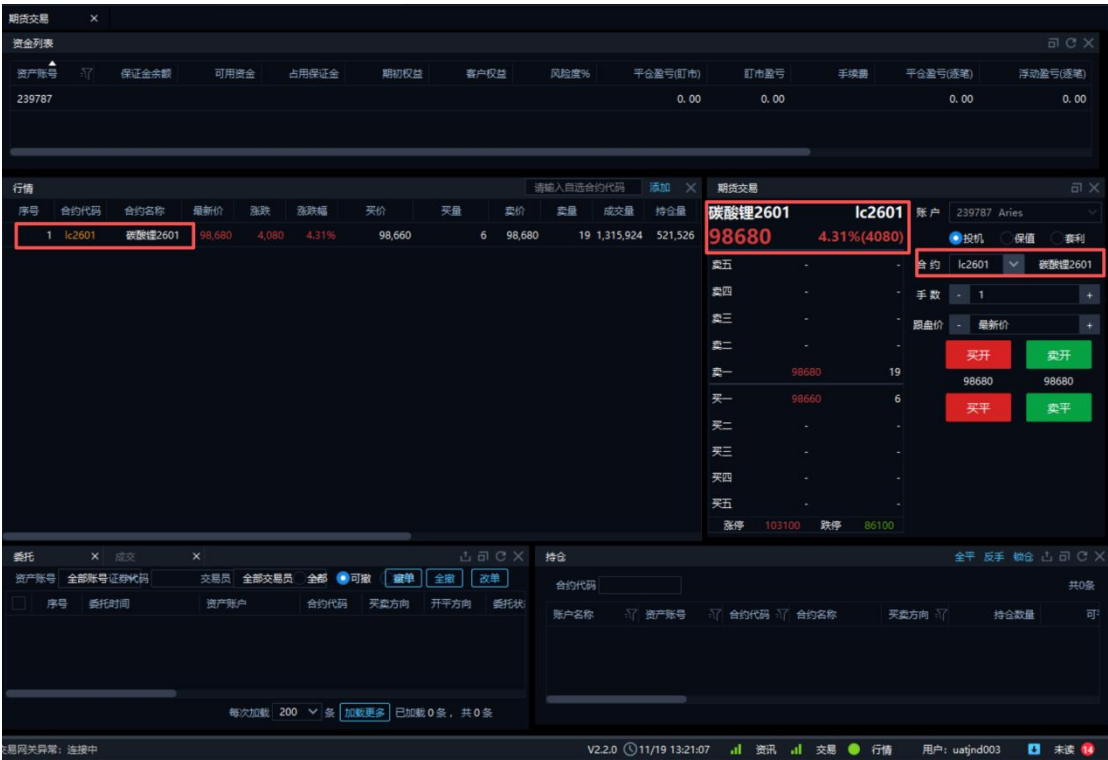 期货交易 ×
资金列表
资产账号 保证金余额 可用资金 占用保证金 期初权益 客户权益 风险度% 平仓盈亏(盯市) 盯市盈亏 手续费 平仓盈亏(逐笔) 浮动盈亏(逐笔)
239787 0.00 0.00 0.00 0.00
行情 请输入自选合约代码 添加
序号 合约代码 合约名称 最新价 涨跌 涨跌幅 买价 买量 卖价 卖量 成交量 持仓量
1 lc2601 碳酸锂2601 98,680 4,080 4.31% 98,660 6 98,680 19 1,315,924 521,526
期货交易
碳酸锂2601 lc2601
98680 4.31%(4080)
卖五 - -
卖四 - -
卖三 - -
卖二 - -
卖一 98680 19
买一 98660 6
买二 - -
买三 - -
买四 - -
买五 - -
涨停 103100 跌停 86100
账户 239787 Aries
投机 保值 套利
合约 lc2601 碳酸锂2601
手数 - 1 +
跟盘价 - 最新价 +
买开 卖开
98680 98680
买平 卖平
委托 × 成交 ×
资产账号 全部账号 证券代码 交易员 全部交易员 全部 可撤 撤单 全撤 改单
序号 委托时间 资产账户 合约代码 买卖方向 开平方向 委托状
每次加载 200 条 加载更多 已加载0条，共0条
持仓 全平 反手 锁仓
合约代码 共0条
账户名称 资产账号 合约代码 合约名称 买卖方向 持仓数量 可
交易网关异常：连接中 V2.2.0 11/19 13:21:07 资讯 交易 行情 用户：uatjnd003 未读 14